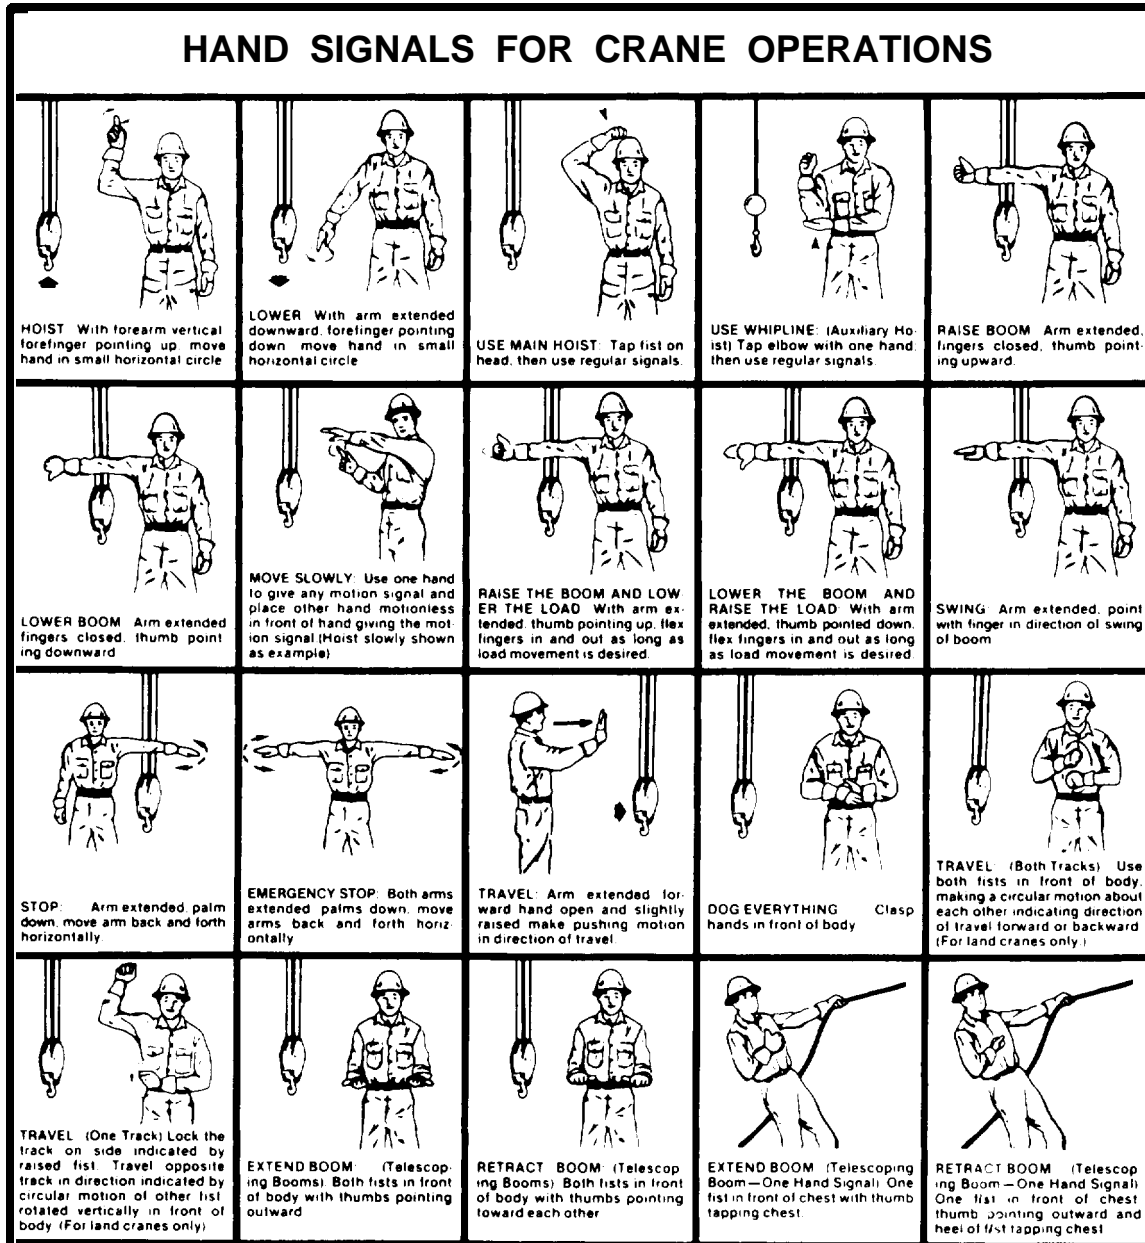 HAND SIGNALS FOR CRANE OPERATIONS
HOIST With forearm vertical
forefinger pointing up, move
hand in small horizontal circle
LOWER With arm extended
downward, forefinger pointing
down move hand in small
horizontal circle
USE MAIN HOIST: Tap fist on
head, then use regular signals.
USE WHIPLINE: (Auxiliary Ho-
ist) Tap elbow with one hand;
then use regular signals.
RAISE BOOM Arm extended,
fingers closed, thumb point-
ing upward.
LOWER BOOM Arm extended
fingers closed, thumb point
ing downward
MOVE SLOWLY: Use one hand
to give any motion signal and
place other hand motionless
in front of hand giving the mot-
ion signal (Hoist slowly shown
as example)
RAISE THE BOOM AND LOW-
ER THE LOAD With arm ex-
tended, thumb pointing up, flex
fingers in and out as long as
load movement is desired.
LOWER THE BOOM AND
RAISE THE LOAD With arm
extended, thumb pointed down,
flex fingers in and out as long
as load movement is desired.
SWING: Arm extended, point
with finger in direction of swing
of boom
STOP: Arm extended, palm
down, move arm back and forth
horizontally.
EMERGENCY STOP: Both arms
extended palms down, move
arms back and forth horiz-
ontally
TRAVEL: Arm extended for-
ward hand open and slightly
raised make pushing motion
in direction of travel
DOG EVERYTHING Clasp
hands in front of body
TRAVEL: (Both Tracks) Use
both fists in front of body,
making a circular motion about
each other indicating direction
of travel forward or backward
(For land cranes only.)
TRAVEL (One Track) Lock the
track on side indicated by
raised fist. Travel opposite
track in direction indicated by
circular motion of other fist
rotated vertically in front of
body (For land cranes only)
EXTEND BOOM: (Telescop-
ing Booms). Both fists in front
of body with thumbs pointing
outward
RETRACT BOOM: (Telescop
ing Booms) Both fists in front
of body with thumbs pointing
toward each other
EXTEND BOOM (Telescoping
Boom—One Hand Signal) One
fist in front of chest with thumb
tapping chest.
RETRACT BOOM (Telescop
ing Boom—One Hand Signal)
One fist in front of chest
thumb pointing outward and
heel of fist tapping chest